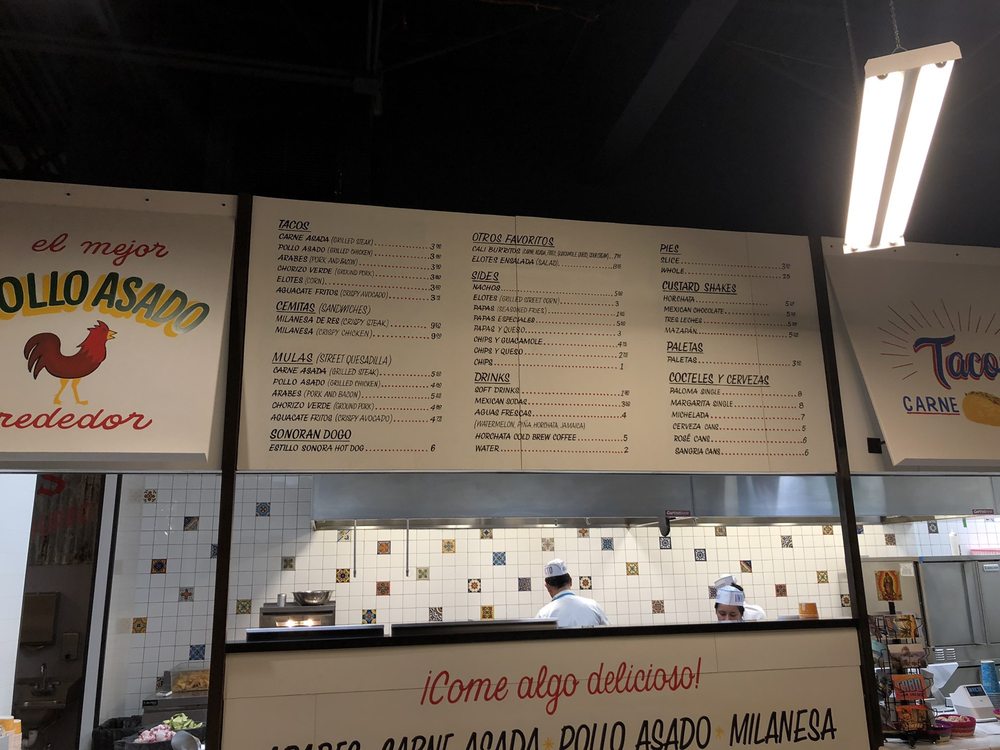 el mejor
OLLO ASADO
rededor
TACOS
CARNE ASADA (GRILLED STEAK)
POLLO ASADO (GRILLED CHICKEN)
ARABES (PORK AND BACON)
CHORIZO VERDE (GROUND PORK)
ELOTES (CORN)
AGUACATE FRITOS (CRISPY AVOCADO)
CEMITAS (SANDWICHES)
MILANESA DE RES (CRISPY STEAK)
MILANESA (CRISPY CHICKEN)
MULAS (STREET QUESADILLA)
CARNE ASADA (GRILLED STEAK)
POLLO ASADO (GRILLED CHICKEN)
ARABES (PORK AND BACON)
CHORIZO VERDE (GROUND PORK)
AGUACATE FRITOS (CRISPY AVOCADO)
SONORAN DOGO
ESTILLO SONORA HOT DOG 6
OTROS FAVORITOS
CALI BURRITOS
ELOTES ENSALADA (SALAD)
SIDES
NACHOS
ELOTES (GRILLED STREET CORN) 3
PAPAS (SEASONED FRIES)
PAPAS ESPECIALES
PAPAS Y QUESO
CHIPS Y GUACAMOLE
CHIPS Y QUESO
CHIPS 1
DRINKS
SOFT DRINKS
MEXICAN SODAS
AGUAS FRESCAS 4
(WATERMELON, PIÑA, HORCHATA, JAMAICA)
HORCHATA COLD BREW COFFEE 5
WATER 2
PIES
SLICE
WHOLE 25
CUSTARD SHAKES
HORCHATA
MEXICAN CHOCOLATE
TRES LECHES
MAZAPÁN
PALETAS
PALETAS
COCTELES Y CERVEZAS
PALOMA SINGLE 8
MARGARITA SINGLE 8
MICHELADA 7
CERVEZA CANS 5
ROSÉ CANS 6
SANGRIA CANS 6
Taco
CARNE
¡Come algo delicioso!
ARABES CARNE ASADA * POLLO ASADO * MILANESA